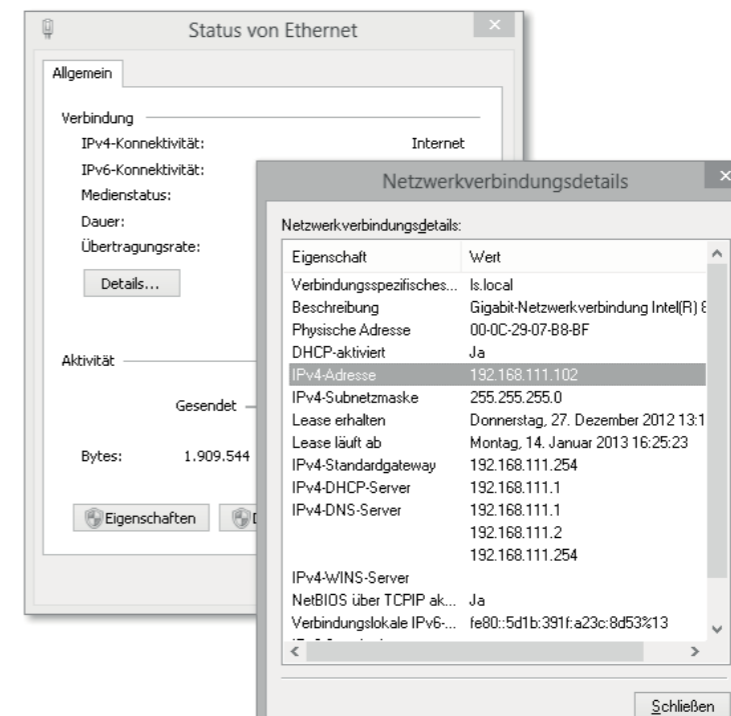 Status von Ethernet
Allgemein
Verbindung
IPv4-Konnektivität: Internet
IPv6-Konnektivität:
Medienstatus:
Dauer:
Übertragungsrate:
Details...
Aktivität
Gesendet
Bytes: 1.909.544
Eigenschaften
Netzwerkverbindungsdetails
Netzwerkverbindungsdetails:
Eigenschaft Wert
Verbindungsspezifisches... ls.local
Beschreibung Gigabit-Netzwerkverbindung Intel(R) 8
Physische Adresse 00-0C-29-07-B8-BF
DHCP-aktiviert Ja
IPv4-Adresse 192.168.111.102
IPv4-Subnetzmaske 255.255.255.0
Lease erhalten Donnerstag, 27. Dezember 2012 13:1
Lease läuft ab Montag, 14. Januar 2013 16:25:23
IPv4-Standardgateway 192.168.111.254
IPv4-DHCP-Server 192.168.111.1
IPv4-DNS-Server 192.168.111.1
192.168.111.2
192.168.111.254
IPv4-WINS-Server
NetBIOS über TCPIP ak... Ja
Verbindungslokale IPv6-... fe80::5d1b:391f:a23c:8d53%13
Schließen